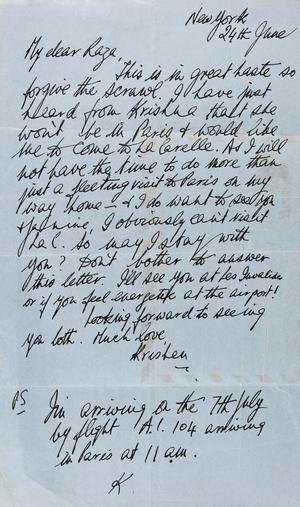 New York
24th June
My dear Raza,
This is in great haste so
forgive the scrawl. I have just
heard from Krishna that she
wont be in Paris & would like
me to come to La Carelle. As I will
not have the time to do more than
just a fleeting visit to Paris on my
way home — & I do want to see you
& Janine, I obviously can't visit
La C. So may I stay with
you? Don't bother to answer
this letter. I'll see you at les Invalides
or if you feel energetic at the airport!
Looking forward to seeing
you both. Much love,
Krishen
PS
I'm arriving on the 7th July
by flight A.I. 104 arriving
in Paris at 11 am.
K.